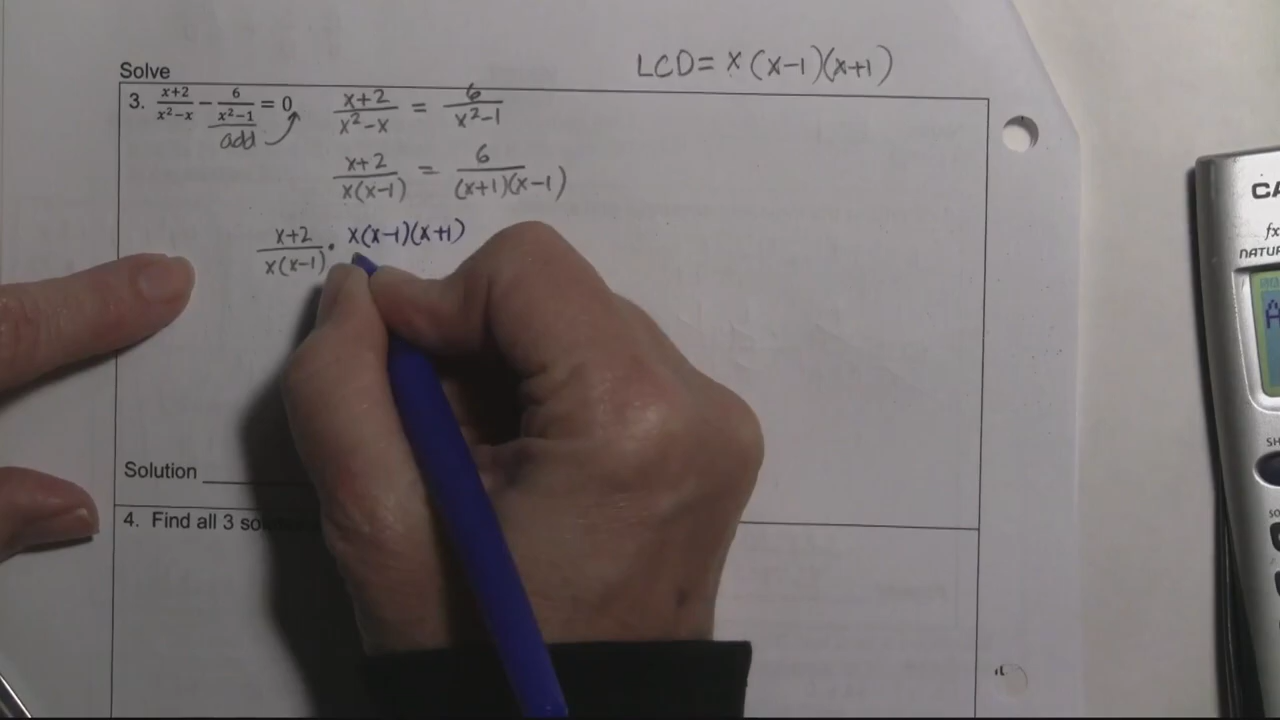 LCD = x(x-1)(x+1)
Solve
3. x+2/x²-x - 6/x²-1 = 0
add
x+2/x²-x = 6/x²-1
x+2/x(x-1) = 6/(x+1)(x-1)
x+2/x(x-1) · x(x-1)(x+1)
Solution
4. Find all 3 so
CA
fx
NATUR
SH